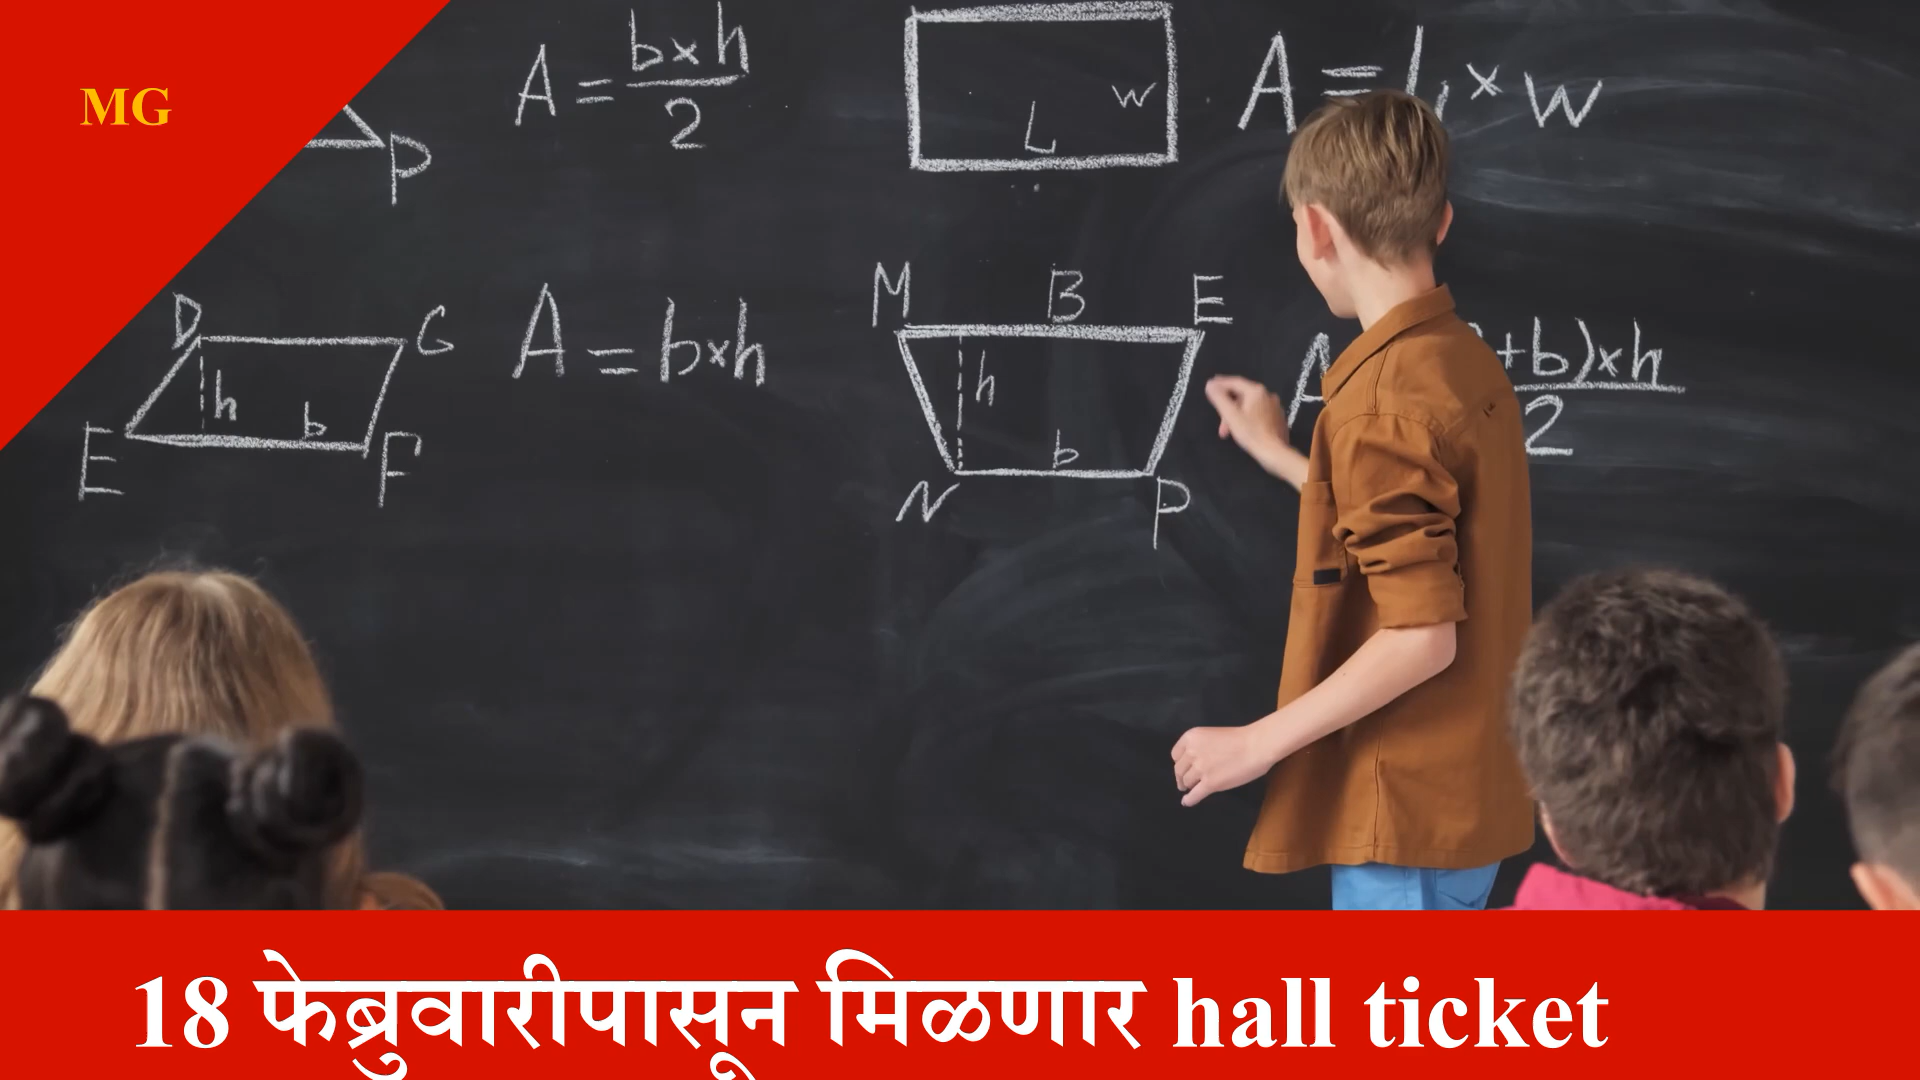 MG
A = b×h/2
L
W
A = L × W
P
D
G
h
b
E
F
A = b×h
M
B
E
h
b
N
P
A
+b)×h
2
18 फेब्रुवारीपासून मिळणार hall ticket